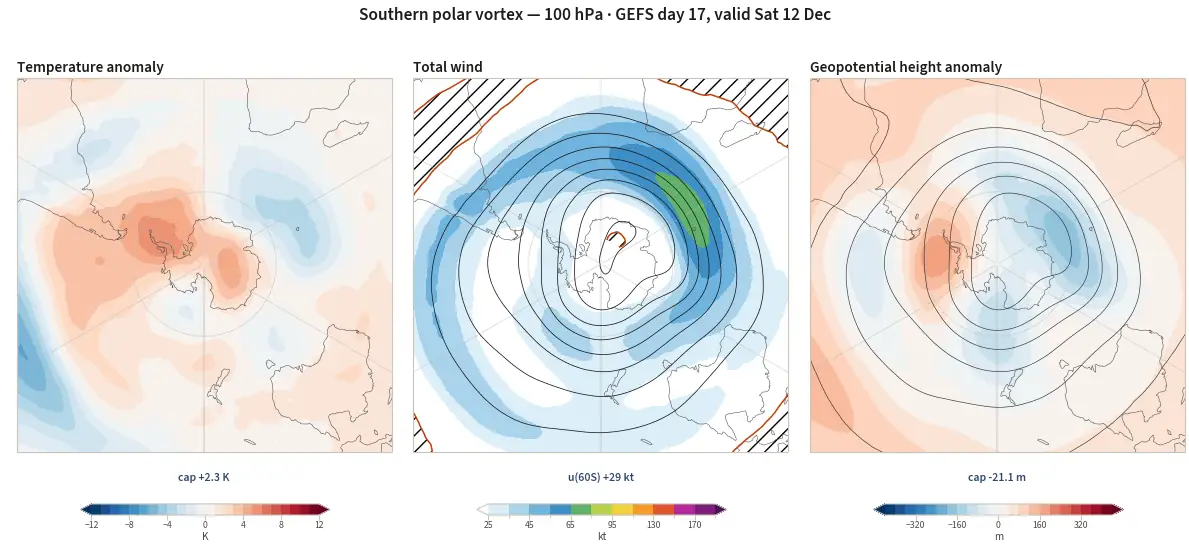 Southern polar vortex — 100 hPa · GEFS day 17, valid Sat 12 Dec
Temperature anomaly
Total wind
Geopotential height anomaly
cap +2.3 K
u(60S) +29 kt
cap -21.1 m
−12 −8 −4 0 4 8 12
K
25 45 65 95 130 170
kt
−320 −160 0 160 320
m